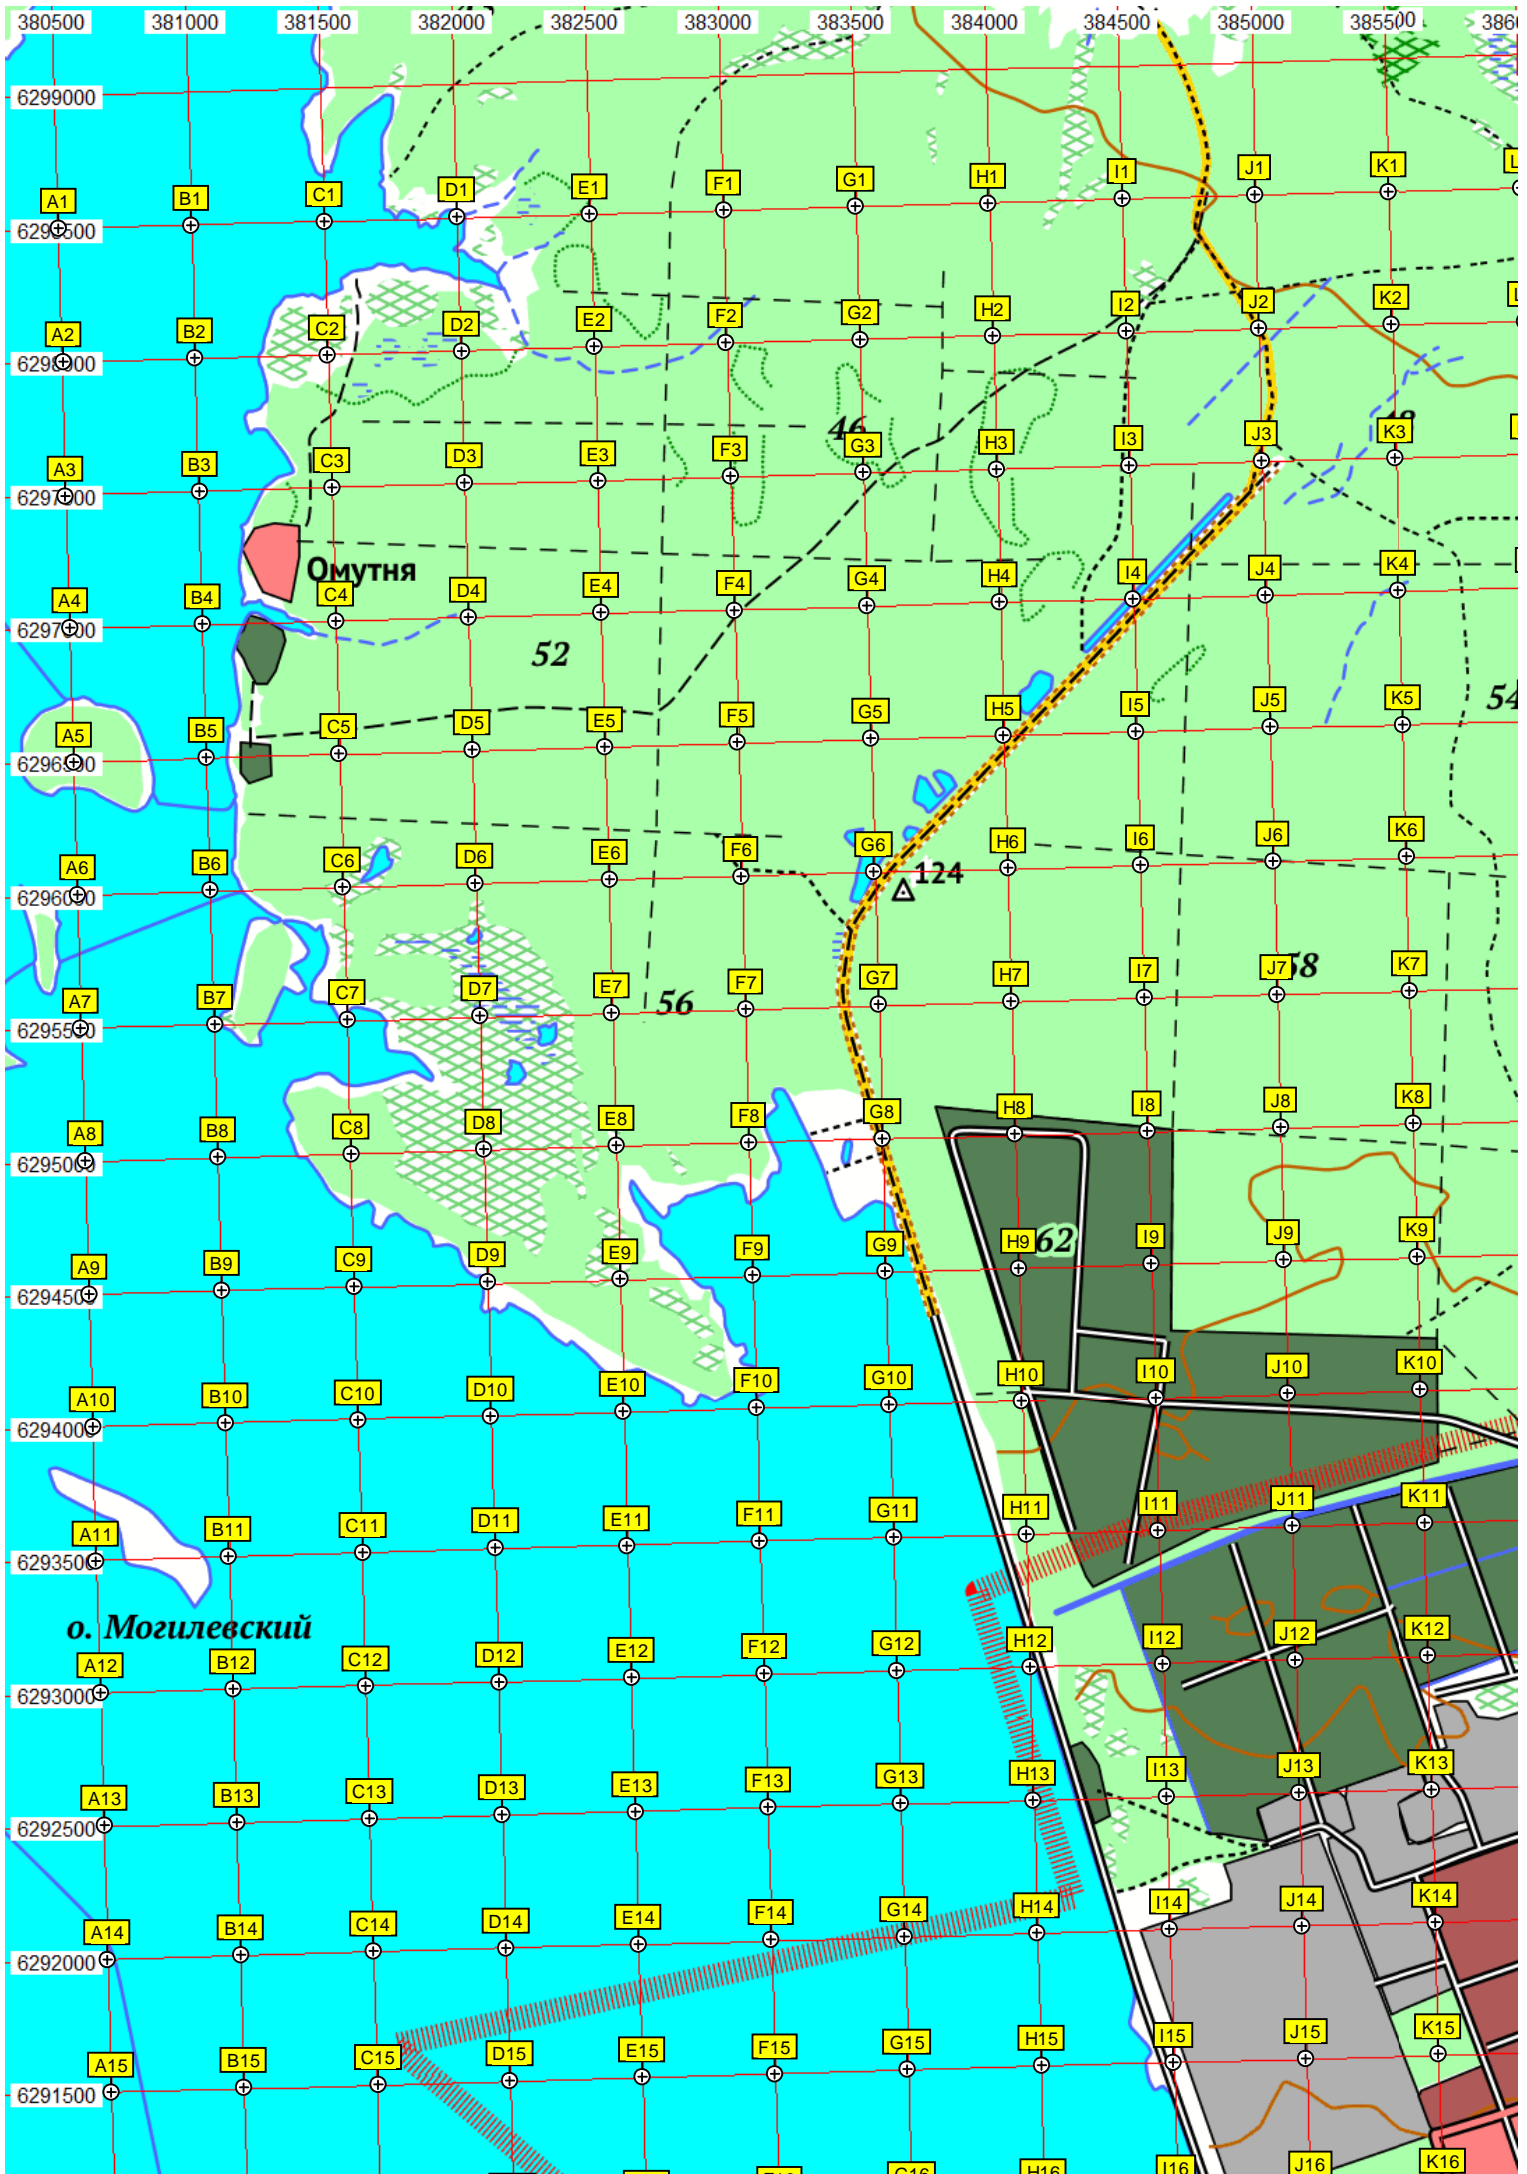 380500 381000 381500 382000 382500 383000 383500 384000 384500 385000 385500
6299000
A1 B1 C1 D1 E1 F1 G1 H1 I1 J1 K1
A2 B2 C2 D2 E2 F2 G2 H2 I2 J2 K2
46
A3 B3 C3 D3 E3 F3 G3 H3 I3 J3 K3
Омутня
A4 B4 C4 D4 E4 F4 G4 H4 I4 J4 K4
52
54
A5 B5 C5 D5 E5 F5 G5 H5 I5 J5 K5
A6 B6 C6 D6 E6 F6 G6 H6 I6 J6 K6
124
6296000
A7 B7 C7 D7 E7 F7 G7 H7 I7 J7 K7
56
58
6295500
A8 B8 C8 D8 E8 F8 G8 H8 I8 J8 K8
6295000
A9 B9 C9 D9 E9 F9 G9 H9 I9 J9 K9
62
6294500
A10 B10 C10 D10 E10 F10 G10 H10 I10 J10 K10
6294000
A11 B11 C11 D11 E11 F11 G11 H11 I11 J11 K11
6293500
о. Могилевский
A12 B12 C12 D12 E12 F12 G12 H12 I12 J12 K12
6293000
A13 B13 C13 D13 E13 F13 G13 H13 I13 J13 K13
6292500
A14 B14 C14 D14 E14 F14 G14 H14 I14 J14 K14
6292000
A15 B15 C15 D15 E15 F15 G15 H15 I15 J15 K15
6291500
I16 J16 K16